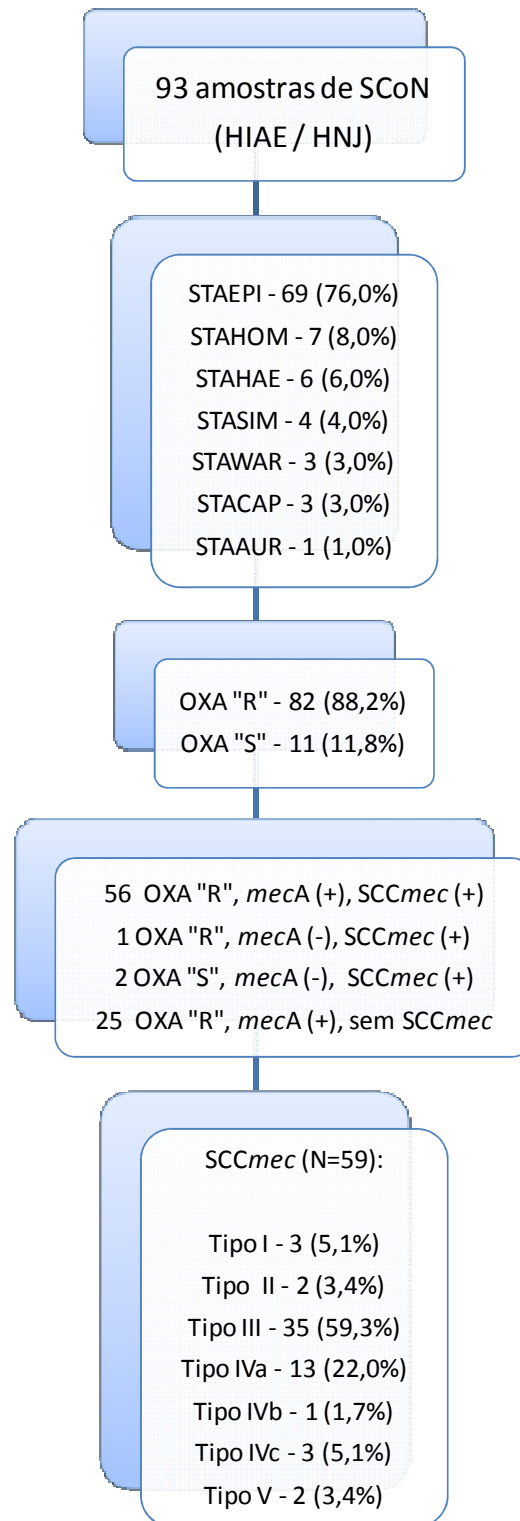 93 amostras de SCoN
(HIAE / HNJ)
STAEPI - 69 (76,0%)
STAHOM - 7 (8,0%)
STAHAE - 6 (6,0%)
STASIM - 4 (4,0%)
STAWAR - 3 (3,0%)
STACAP - 3 (3,0%)
STAAUR - 1 (1,0%)
OXA "R" - 82 (88,2%)
OXA "S" - 11 (11,8%)
56 OXA "R", mecA (+), SCCmec (+)
1 OXA "R", mecA (-), SCCmec (+)
2 OXA "S", mecA (-), SCCmec (+)
25 OXA "R", mecA (+), sem SCCmec
SCCmec (N=59):
Tipo I - 3 (5,1%)
Tipo II - 2 (3,4%)
Tipo III - 35 (59,3%)
Tipo IVa - 13 (22,0%)
Tipo IVb - 1 (1,7%)
Tipo IVc - 3 (5,1%)
Tipo V - 2 (3,4%)